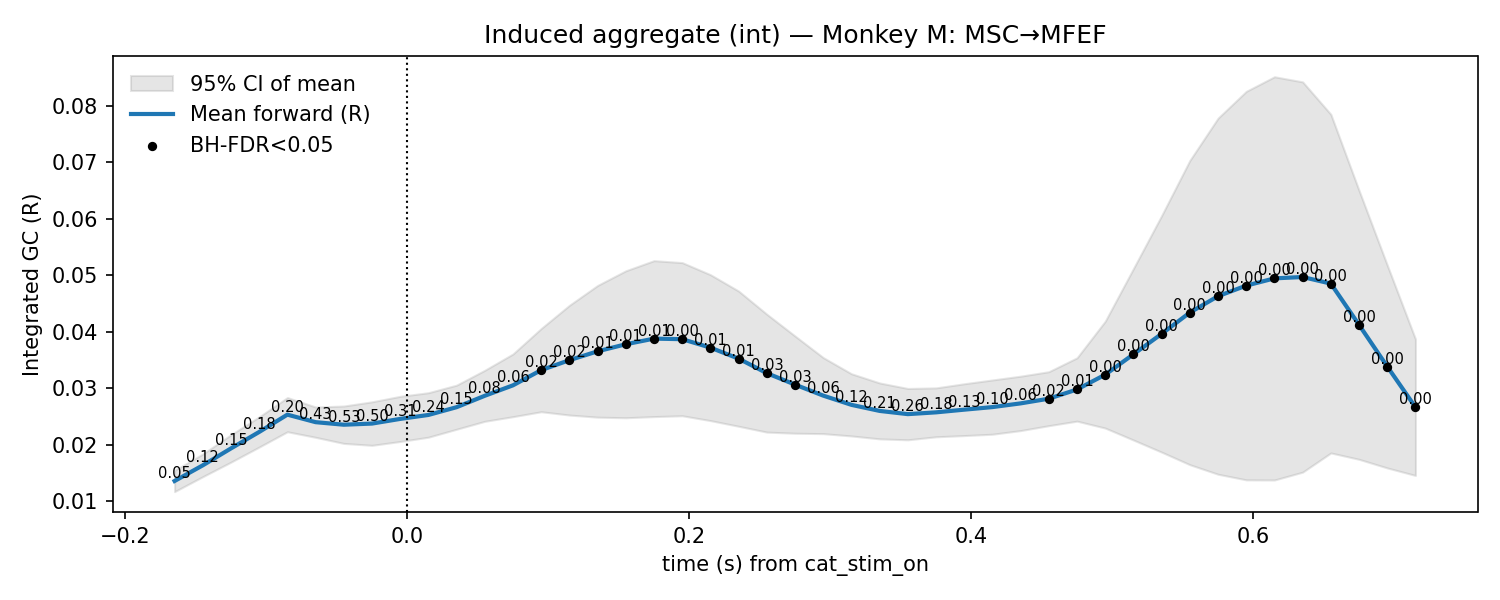 Induced aggregate (int) — Monkey M: MSC→MFEF
95% CI of mean
Mean forward (R)
BH-FDR<0.05
Integrated GC (R)
0.08
0.07
0.06
0.05
0.04
0.03
0.02
0.01
0.05 0.12 0.15 0.18 0.20 0.43 0.53 0.50 0.31 0.24 0.15 0.08 0.06 0.02 0.02 0.01 0.01 0.01 0.00 0.01 0.01 0.03 0.03 0.06 0.12 0.21 0.26 0.18 0.13 0.10 0.06 0.02 0.01 0.00 0.00 0.00 0.00 0.00 0.00 0.00 0.00 0.00 0.00 0.00 0.00
−0.2 0.0 0.2 0.4 0.6
time (s) from cat_stim_on